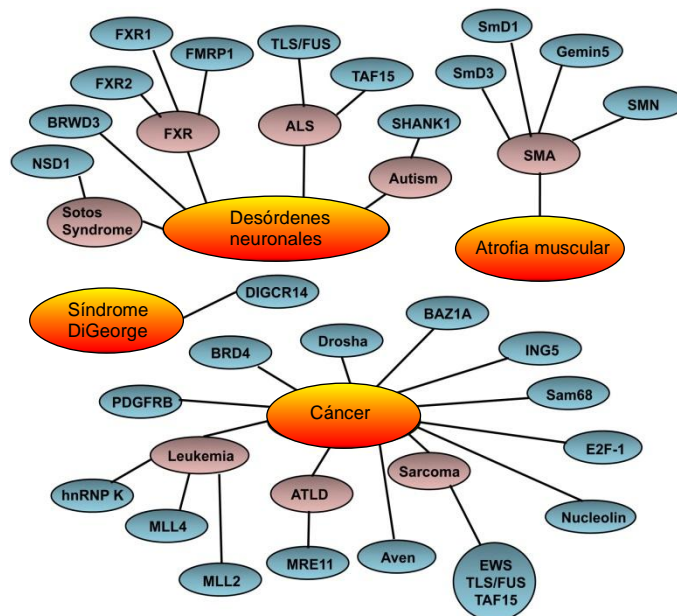 FXR1
FMRP1
FXR2
BRWD3
NSD1
FXR
Sotos
Syndrome
TLS/FUS
TAF15
ALS
SHANK1
Autism
Desórdenes
neuronales
SmD1
Gemin5
SmD3
SMN
SMA
Atrofia muscular
Síndrome
DiGeorge
DIGCR14
BAZ1A
Drosha
ING5
BRD4
Sam68
PDGFRB
Cáncer
E2F-1
Leukemia
Sarcoma
hnRNP K
ATLD
Nucleolin
MLL4
MRE11
Aven
MLL2
EWS
TLS/FUS
TAF15